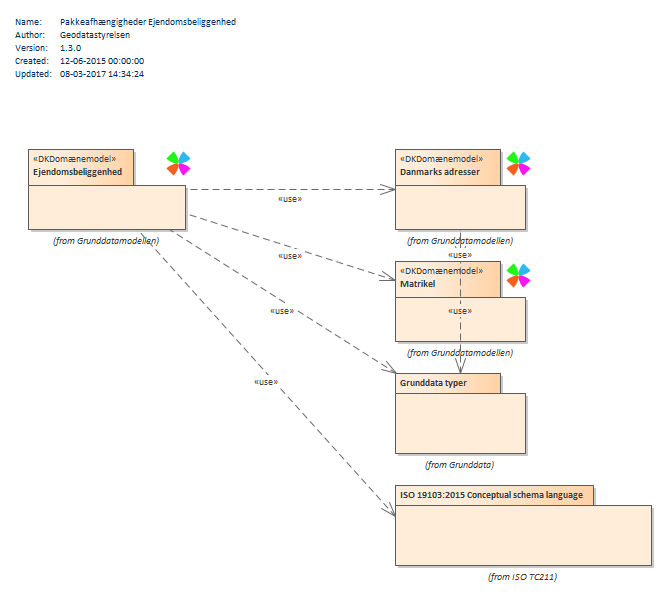 Name: Pakkeafhængigheder Ejendomsbeliggenhed
Author: Geodatastyrelsen
Version: 1.3.0
Created: 12-06-2015 00:00:00
Updated: 08-03-2017 14:34:24
«DKDomænemodel»
Ejendomsbeliggenhed
(from Grunddatamodellen)
«DKDomænemodel»
Danmarks adresser
(from Grunddatamodellen)
«use»
«use»
«use»
«DKDomænemodel»
Matrikel
«use»
«use»
(from Grunddatamodellen)
«use»
Grunddata typer
(from Grunddata)
ISO 19103:2015 Conceptual schema language
(from ISO TC211)